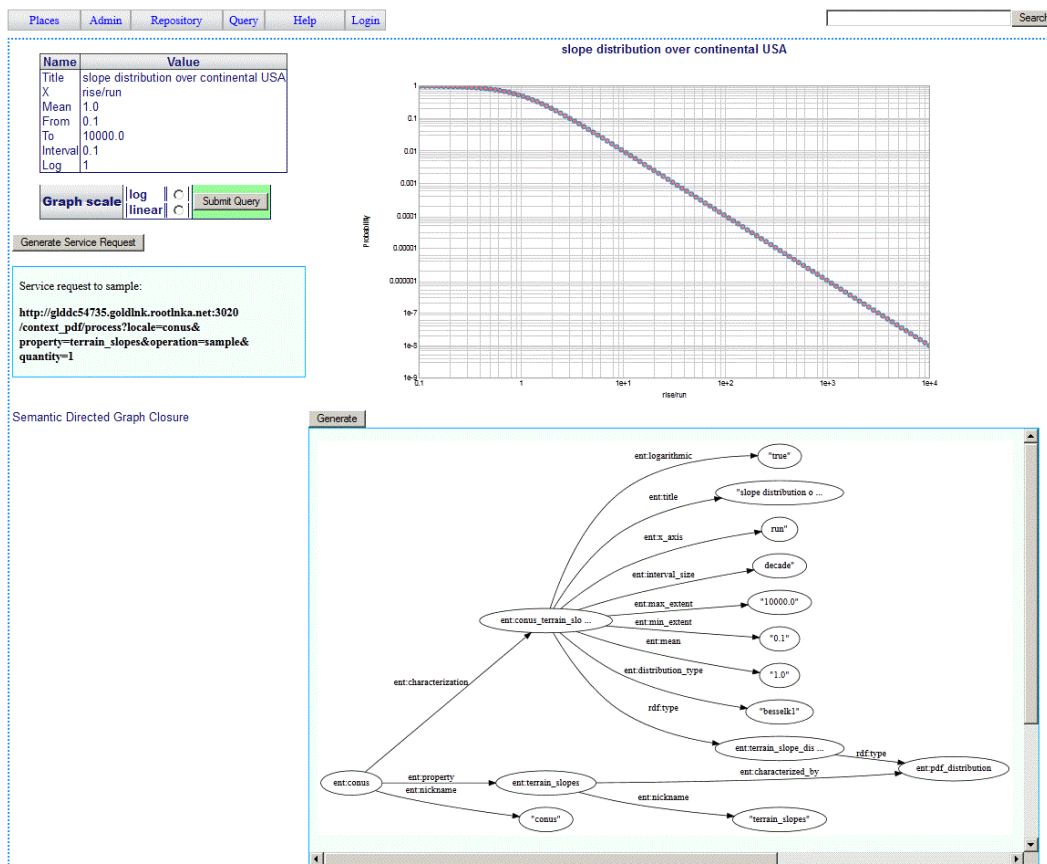 Places Admin Repository Query Help Login Search
slope distribution over continental USA
Name Value
Title slope distribution over continental USA
X rise/run
Mean 1.0
From 0.1
To 10000.0
Interval 0.1
Log 1
Graph scale log
linear
Submit Query
Generate Service Request
Service request to sample:
http://glddc54735.goldlnk.rootlnka.net:3020
/context_pdf/process?locale=conus&
property=terrain_slopes&operation=sample&
quantity=1
1
0.1
0.01
0.001
0.0001
0.00001
0.000001
1e-7
1e-8
1e-9
Probability
0.1 1 1e+1 1e+2 1e+3 1e+4
rise/run
Semantic Directed Graph Closure
Generate
ent:logarithmic "true"
ent:title "slope distribution o ...
ent:x_axis run"
ent:interval_size decade"
ent:max_extent "10000.0"
ent:conus_terrain_slo ...
ent:min_extent "0.1"
ent:mean "1.0"
ent:distribution_type "besselk1"
ent:characterization
rdf:type ent:terrain_slope_dis ...
rdf:type ent:pdf_distribution
ent:characterized_by
ent:conus ent:property ent:terrain_slopes
ent:nickname "conus"
ent:nickname "terrain_slopes"